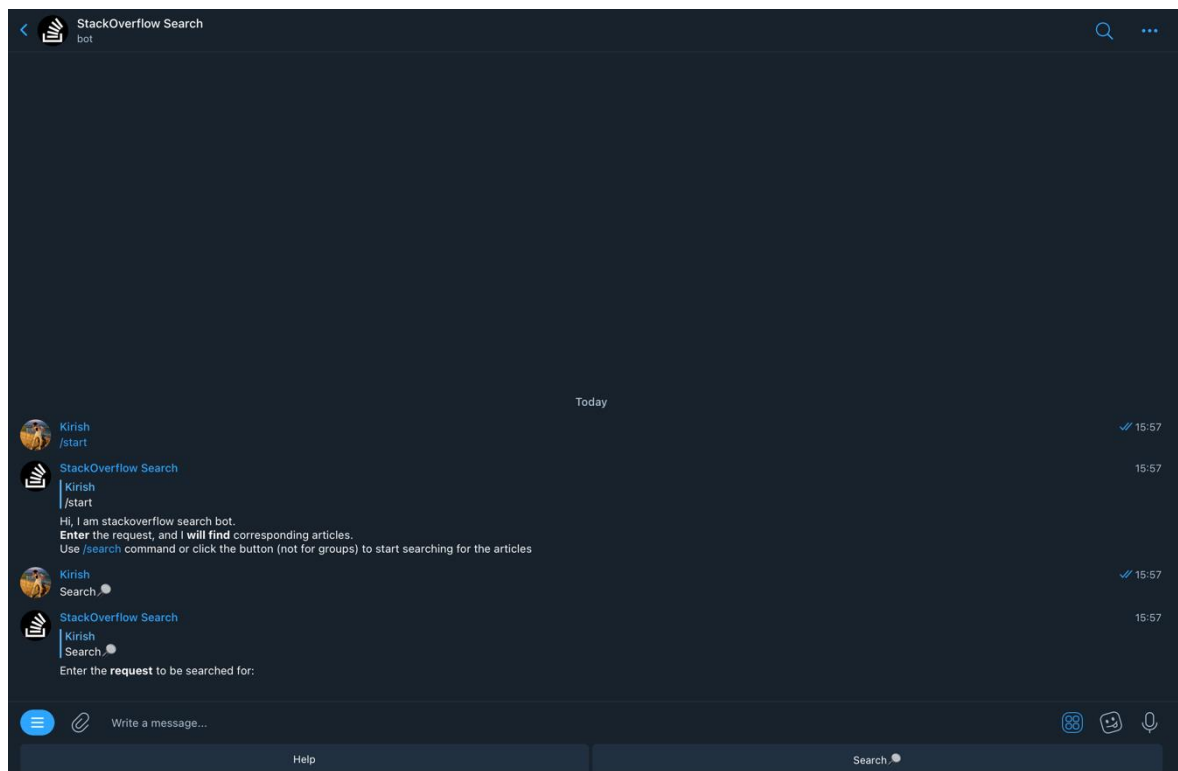 StackOverflow Search
bot
Today
Kirish
15:57
/start
StackOverflow Search
15:57
Kirish
/start
Hi, I am stackoverflow search bot.
Enter the request, and I will find corresponding articles.
Use /search command or click the button (not for groups) to start searching for the articles
Kirish
15:57
Search🔎
StackOverflow Search
15:57
Kirish
Search🔎
Enter the request to be searched for:
Write a message...
Help
Search🔎